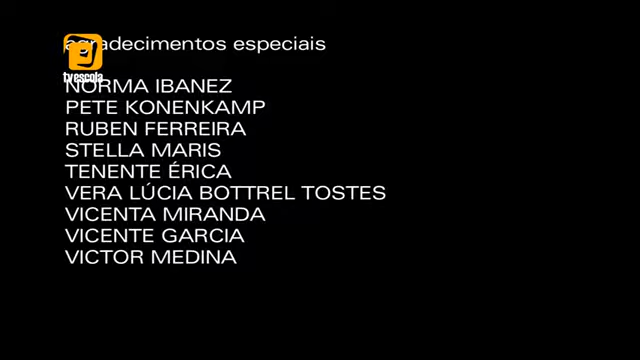 agradecimentos especiais
tvescola
NORMA IBANEZ
PETE KONENKAMP
RUBEN FERREIRA
STELLA MARIS
TENENTE ÉRICA
VERA LÚCIA BOTTREL TOSTES
VICENTA MIRANDA
VICENTE GARCIA
VICTOR MEDINA